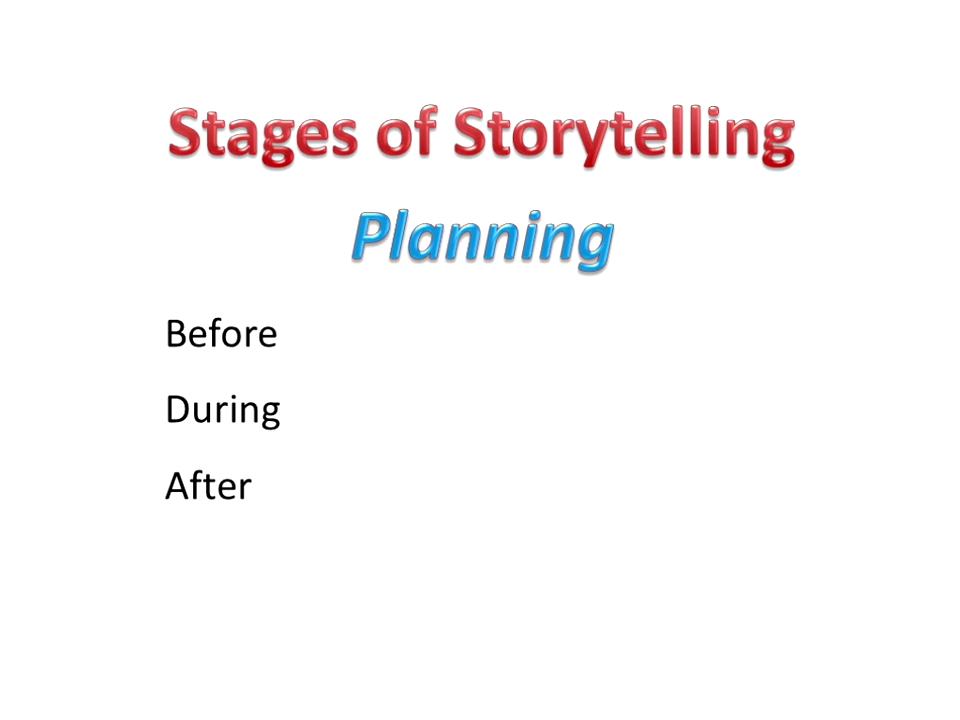 Stages of Storytelling
Planning
Before
During
After